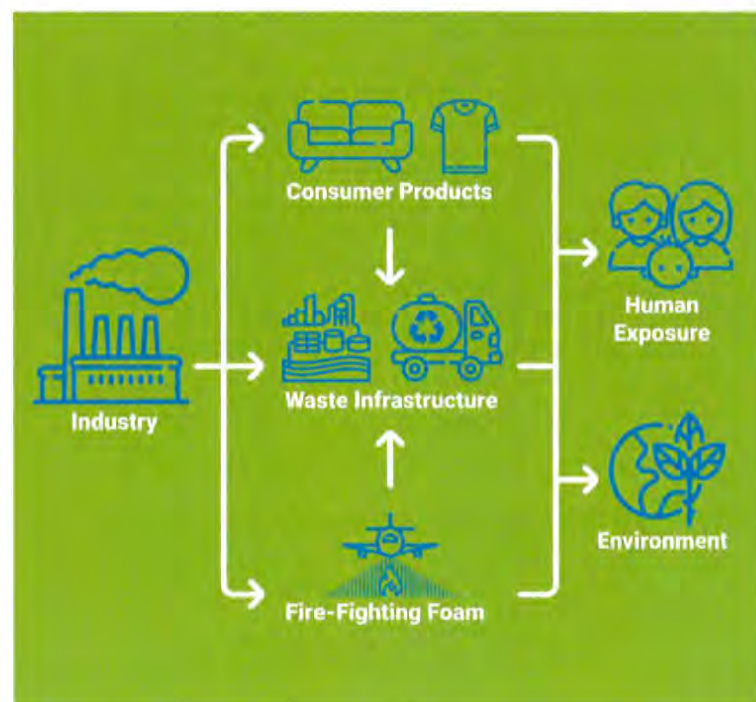 Consumer Products
Industry
Waste Infrastructure
Fire-Fighting Foam
Human
Exposure
Environment